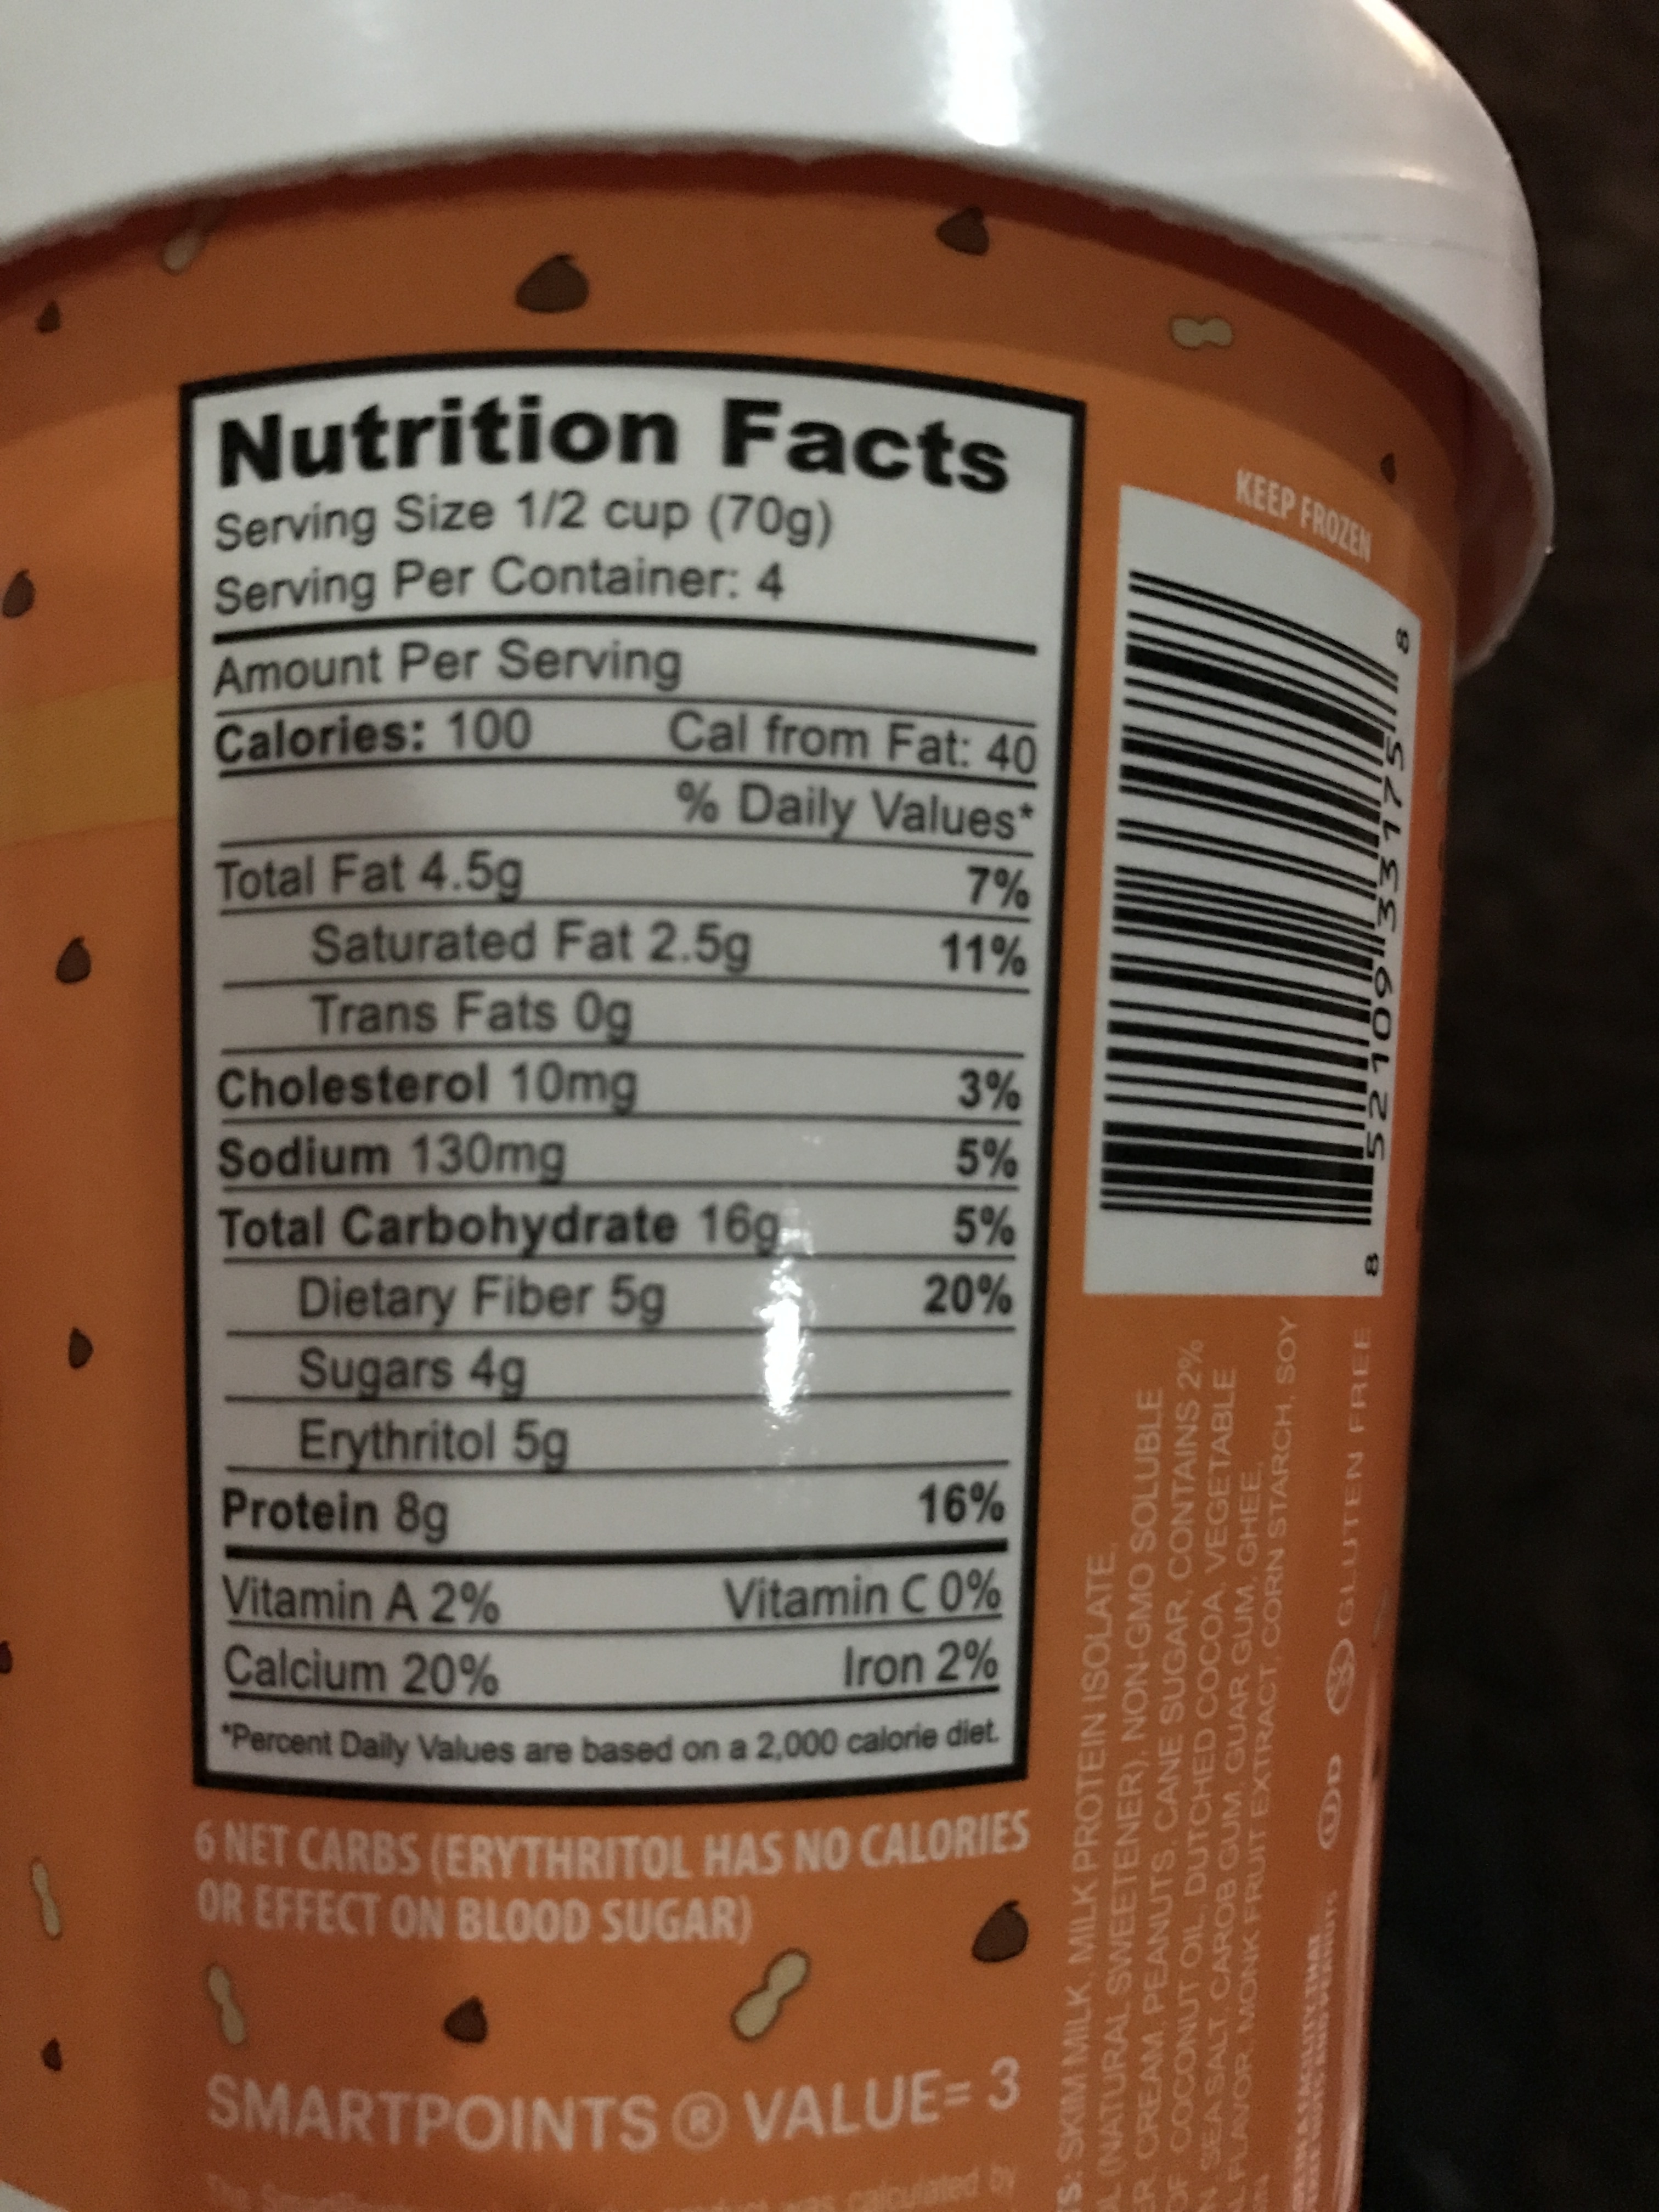 Nutrition Facts
Serving Size 1/2 cup (70g)
Serving Per Container: 4
Amount Per Serving
Calories: 100 Cal from Fat: 40
% Daily Values*
Total Fat 4.5g 7%
Saturated Fat 2.5g 11%
Trans Fats 0g
Cholesterol 10mg 3%
Sodium 130mg 5%
Total Carbohydrate 16g 5%
Dietary Fiber 5g 20%
Sugars 4g
Erythritol 5g
Protein 8g 16%
Vitamin A 2% Vitamin C 0%
Calcium 20% Iron 2%
*Percent Daily Values are based on a 2,000 calorie diet.
6 NET CARBS (ERYTHRITOL HAS NO CALORIES
OR EFFECT ON BLOOD SUGAR)
SMARTPOINTS ® VALUE= 3
was calculated by
KEEP FROZEN
8 52109 33175 8
SKIM MILK, MILK PROTEIN ISOLATE,
(NATURAL SWEETENER), NON-GMO SOLUBLE
CREAM, PEANUTS, CANE SUGAR, CONTAINS 2%
OF: COCONUT OIL, DUTCHED COCOA, VEGETABLE
SEA SALT, CAROB GUM, GUAR GUM, GHEE,
FLAVOR, MONK FRUIT EXTRACT, CORN STARCH, SOY
U D GLUTEN FREE